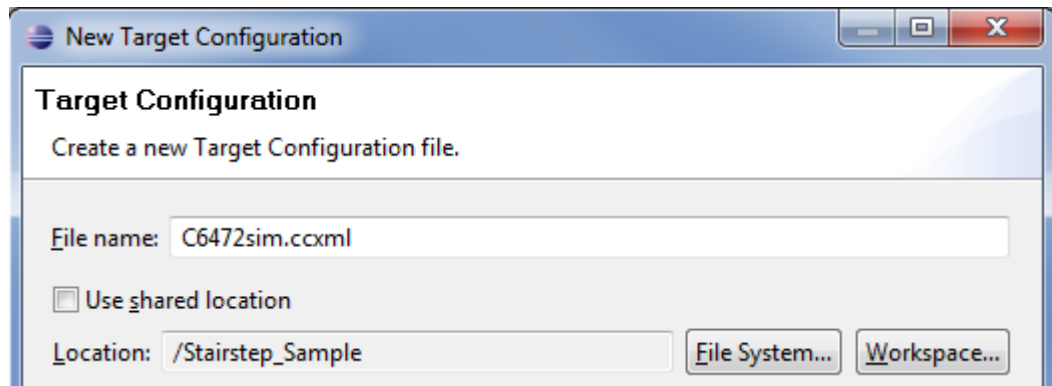 New Target Configuration
Target Configuration
Create a new Target Configuration file.
File name: C6472sim.ccxml
Use shared location
Location: /Stairstep_Sample File System... Workspace...